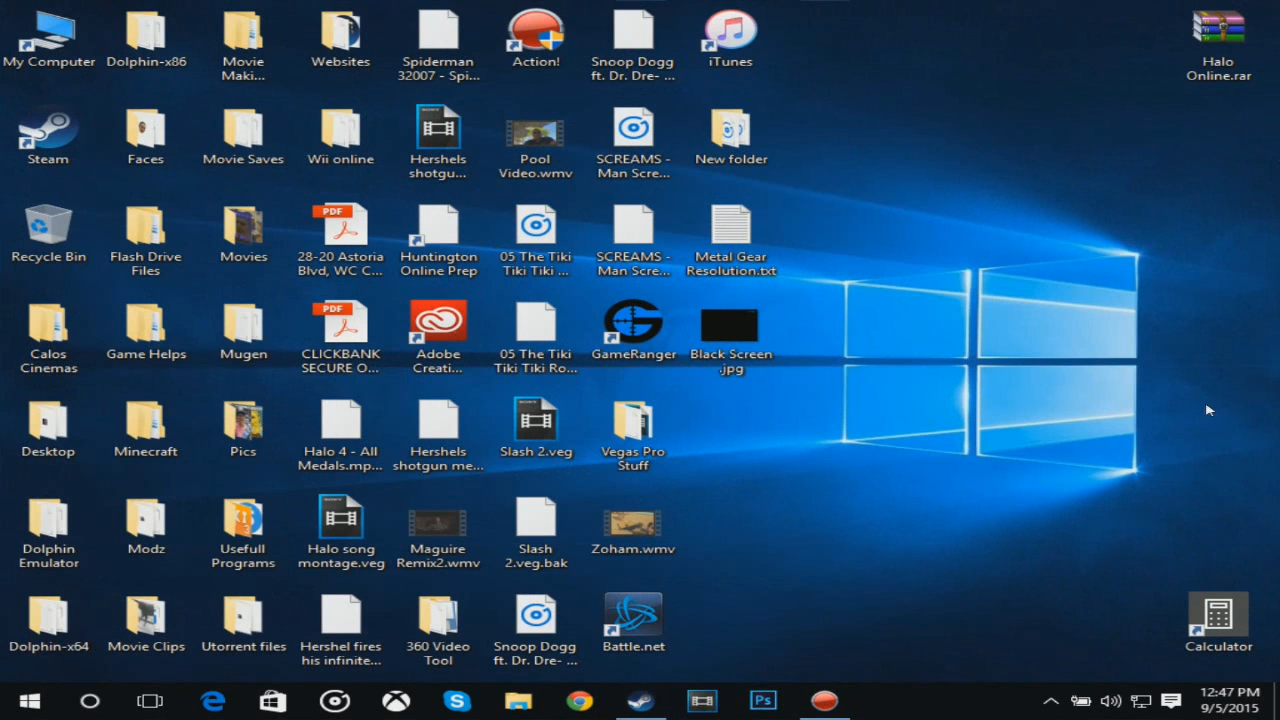 My Computer
Dolphin-x86
Movie
Maki...
Websites
Spiderman
32007 - Spi...
Action!
Snoop Dogg
ft. Dr. Dre- ...
iTunes
Halo
Online.rar
Steam
Faces
Movie Saves
Wii online
Hershels
shotgu...
Pool
Video.wmv
SCREAMS -
Man Scre...
New folder
Recycle Bin
Flash Drive
Files
Movies
PDF
28-20 Astoria
Blvd, WC C...
Huntington
Online Prep
05 The Tiki
Tiki Tiki ...
SCREAMS -
Man Scre...
Metal Gear
Resolution.txt
Calos
Cinemas
Game Helps
Mugen
PDF
CLICKBANK
SECURE O...
Adobe
Creati...
05 The Tiki
Tiki Tiki Ro...
GameRanger
Black Screen
.jpg
Desktop
Minecraft
Pics
Halo 4 - All
Medals.mp...
Hershels
shotgun me...
Slash 2.veg
Vegas Pro
Stuff
Dolphin
Emulator
Modz
Usefull
Programs
Halo song
montage.veg
Maguire
Remix2.wmv
Slash
2.veg.bak
Zoham.wmv
Dolphin-x64
Movie Clips
Utorrent files
Hershel fires
his infinite...
360 Video
Tool
Snoop Dogg
ft. Dr. Dre- ...
Battle.net
Calculator
Ps
12:47 PM
9/5/2015